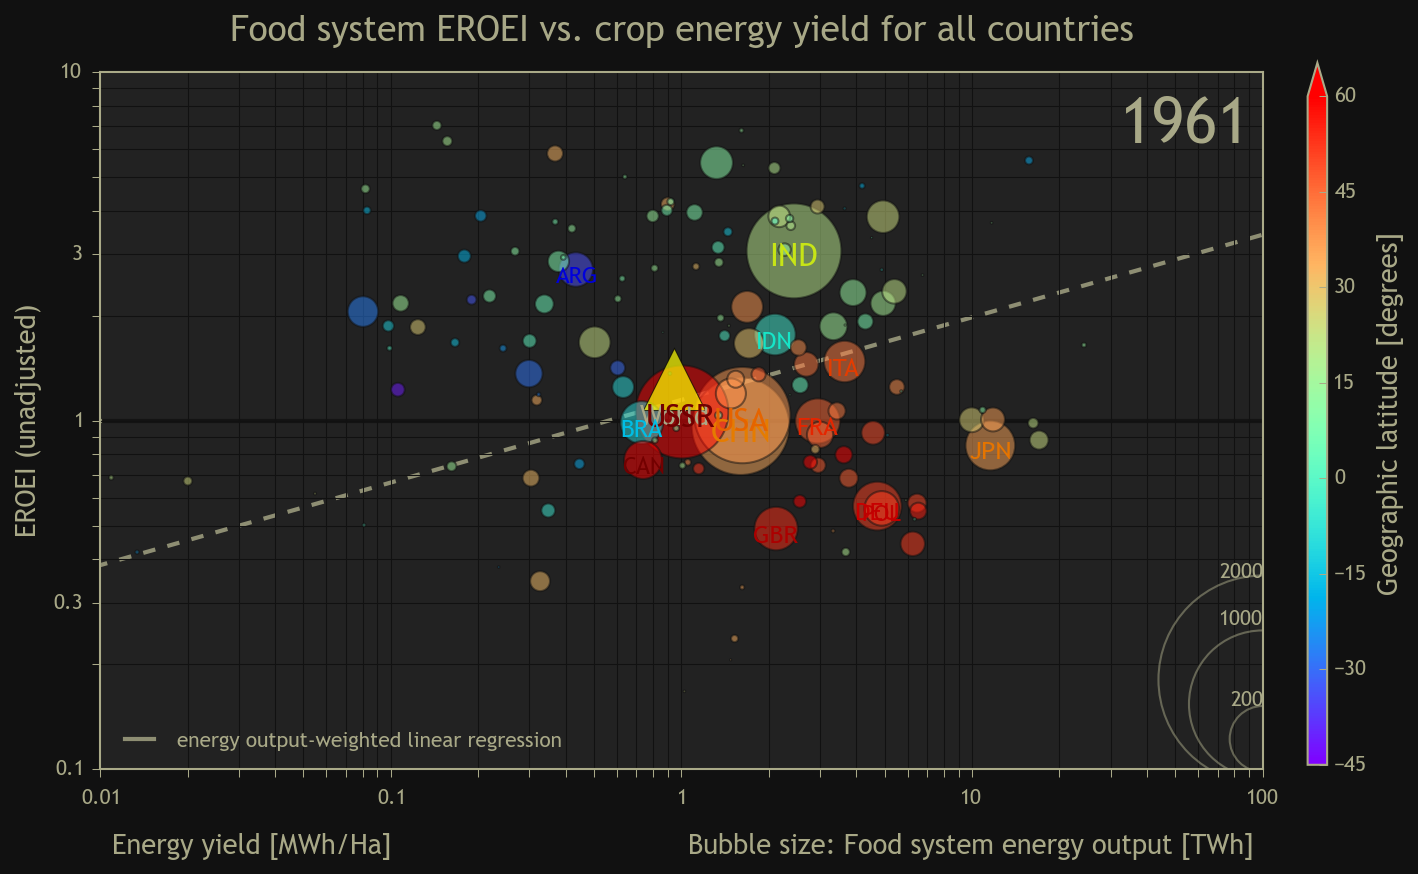 Food system EROEI vs. crop energy yield for all countries
1961
10
3
1
0.3
0.1
EROEI (unadjusted)
IND
ARG
IDN
ITA
USSR
USA
CHN
BRA
FRA
CAN
JPN
POL
GBR
2000
1000
200
energy output-weighted linear regression
0.01
0.1
1
10
100
Energy yield [MWh/Ha]
Bubble size: Food system energy output [TWh]
60
45
30
15
0
−15
−30
−45
Geographic latitude [degrees]